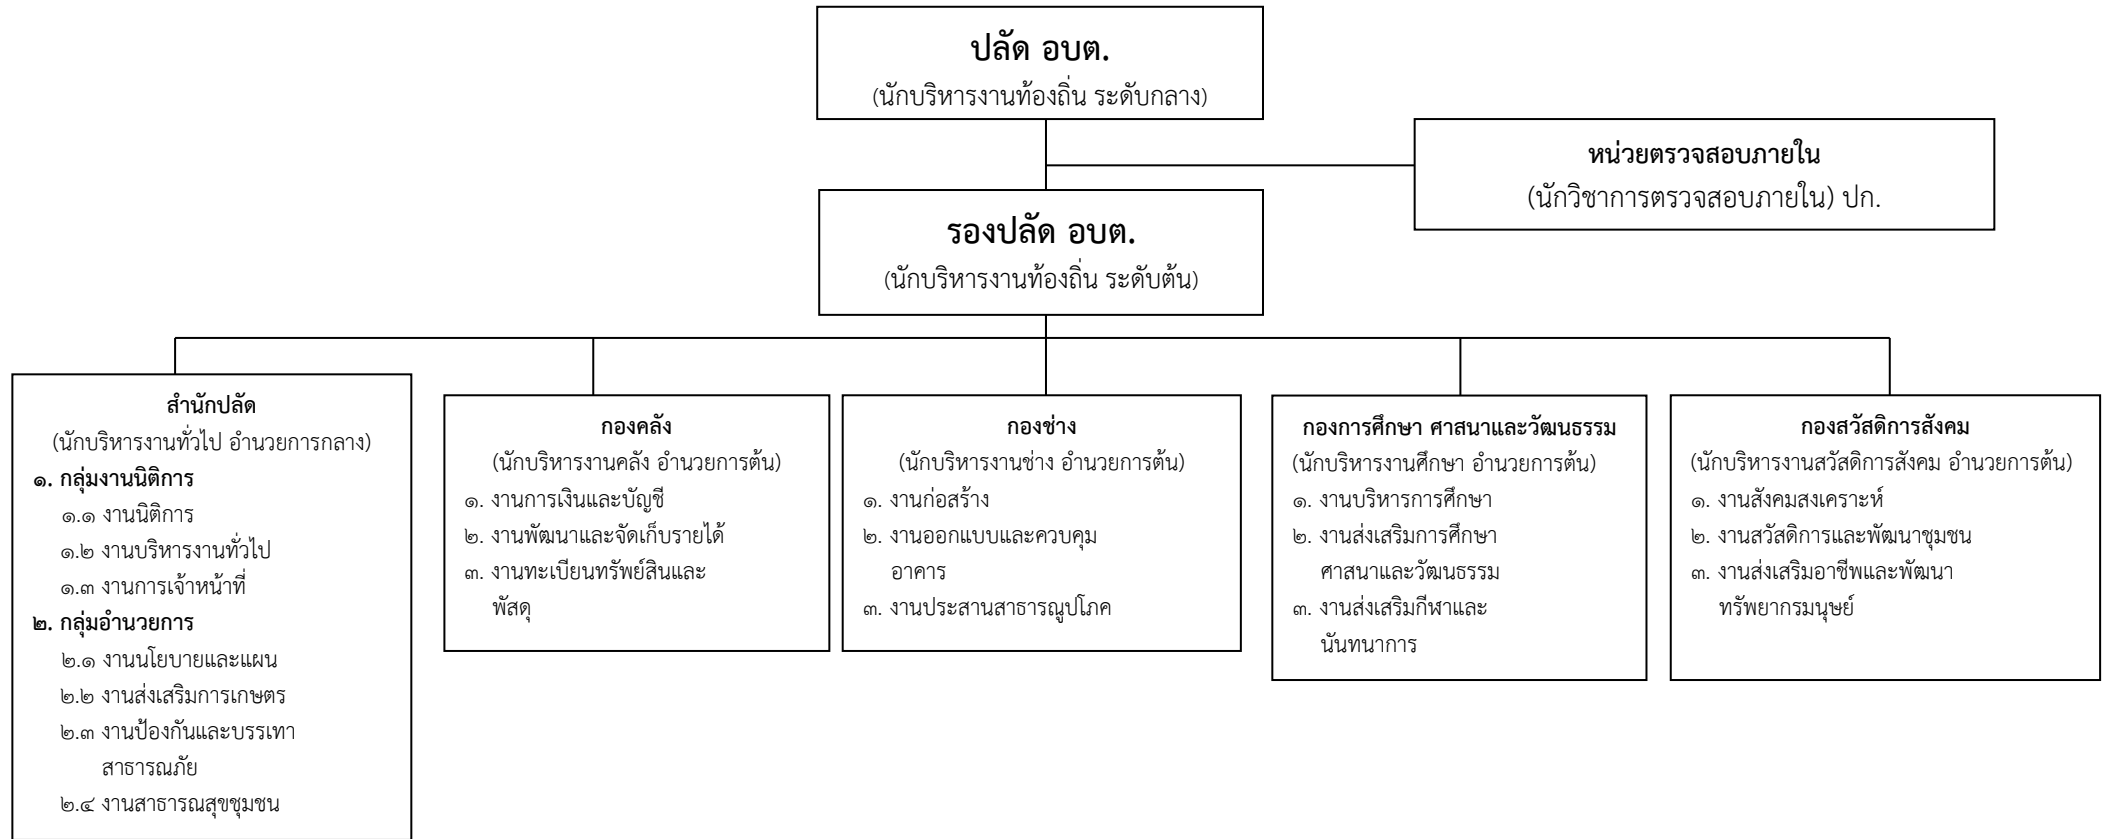 ปลัด อบต.
(นักบริหารงานท้องถิ่น ระดับกลาง)
หน่วยตรวจสอบภายใน
(นักวิชาการตรวจสอบภายใน) ปก.
รองปลัด อบต.
(นักบริหารงานท้องถิ่น ระดับต้น)
สำนักปลัด
(นักบริหารงานทั่วไป อำนวยการกลาง)
๑. กลุ่มงานนิติการ
๑.๑ งานนิติการ
๑.๒ งานบริหารงานทั่วไป
๑.๓ งานการเจ้าหน้าที่
๒. กลุ่มอำนวยการ
๒.๑ งานนโยบายและแผน
๒.๒ งานส่งเสริมการเกษตร
๒.๓ งานป้องกันและบรรเทา
สาธารณภัย
๒.๔ งานสาธารณสุขชุมชน
กองคลัง
(นักบริหารงานคลัง อำนวยการต้น)
๑. งานการเงินและบัญชี
๒. งานพัฒนาและจัดเก็บรายได้
๓. งานทะเบียนทรัพย์สินและ
พัสดุ
กองช่าง
(นักบริหารงานช่าง อำนวยการต้น)
๑. งานก่อสร้าง
๒. งานออกแบบและควบคุม
อาคาร
๓. งานประสานสาธารณูปโภค
กองการศึกษา ศาสนาและวัฒนธรรม
(นักบริหารงานศึกษา อำนวยการต้น)
๑. งานบริหารการศึกษา
๒. งานส่งเสริมการศึกษา
ศาสนาและวัฒนธรรม
๓. งานส่งเสริมกีฬาและ
นันทนาการ
กองสวัสดิการสังคม
(นักบริหารงานสวัสดิการสังคม อำนวยการต้น)
๑. งานสังคมสงเคราะห์
๒. งานสวัสดิการและพัฒนาชุมชน
๓. งานส่งเสริมอาชีพและพัฒนา
ทรัพยากรมนุษย์